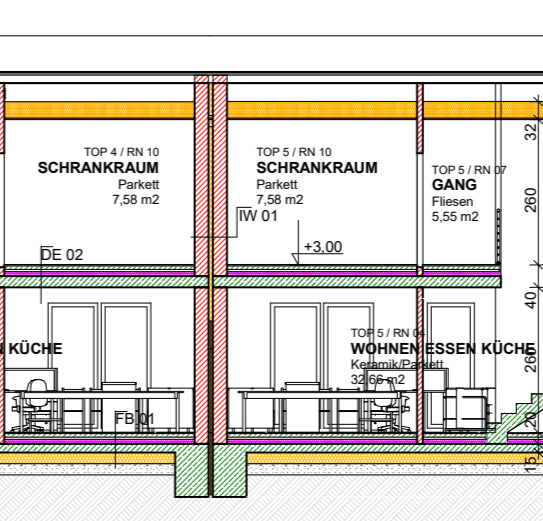 32
TOP 4 / RN 10
SCHRANKRAUM
Parkett
7,58 m2
TOP 5 / RN 10
SCHRANKRAUM
Parkett
7,58 m2
TOP 5 / RN 07
GANG
Fliesen
5,55 m2
260
IW 01
+3,00
DE 02
40
TOP 5 / RN 04
WOHNEN ESSEN KÜCHE
Keramik/Parkett
32,66 m2
KÜCHE
260
FB 01
20
15